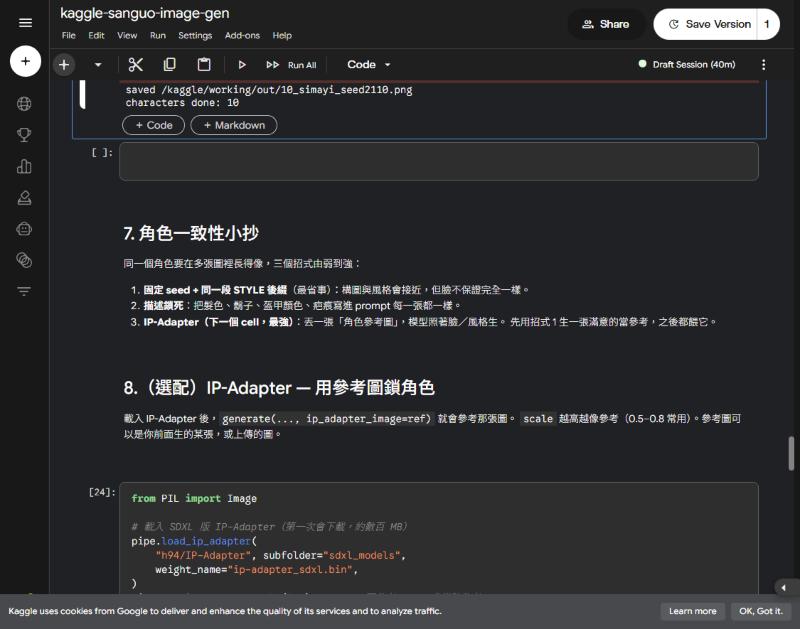 kaggle-sanguo-image-gen
File Edit View Run Settings Add-ons Help
Share
Save Version 1
Run All
Code
Draft Session (40m)
saved /kaggle/working/out/10_simayi_seed2110.png
characters done: 10
+ Code + Markdown
[ ]:
7. 角色一致性小抄
同一個角色要在多張圖裡長得像，三個招式由弱到強：
1. 固定 seed + 同一段 STYLE 後綴（最省事）：構圖與風格會接近，但臉不保證完全一樣。
2. 描述鎖死：把髮色、鬍子、盔甲顏色、疤痕寫進 prompt 每一張都一樣。
3. IP-Adapter（下一個 cell，最強）：丟一張「角色參考圖」，模型照著臉／風格生。 先用招式 1 生一張滿意的當參考，之後都餵它。
8.（選配）IP-Adapter — 用參考圖鎖角色
載入 IP-Adapter 後，generate(..., ip_adapter_image=ref) 就會參考那張圖。 scale 越高越像參考（0.5–0.8 常用）。參考圖可
以是你前面生的某張，或上傳的圖。
[24]:
from PIL import Image
# 載入 SDXL 版 IP-Adapter（第一次會下載，約數百 MB）
pipe.load_ip_adapter(
"h94/IP-Adapter", subfolder="sdxl_models",
weight_name="ip-adapter_sdxl.bin",
)
Kaggle uses cookies from Google to deliver and enhance the quality of its services and to analyze traffic.
Learn more
OK, Got it.